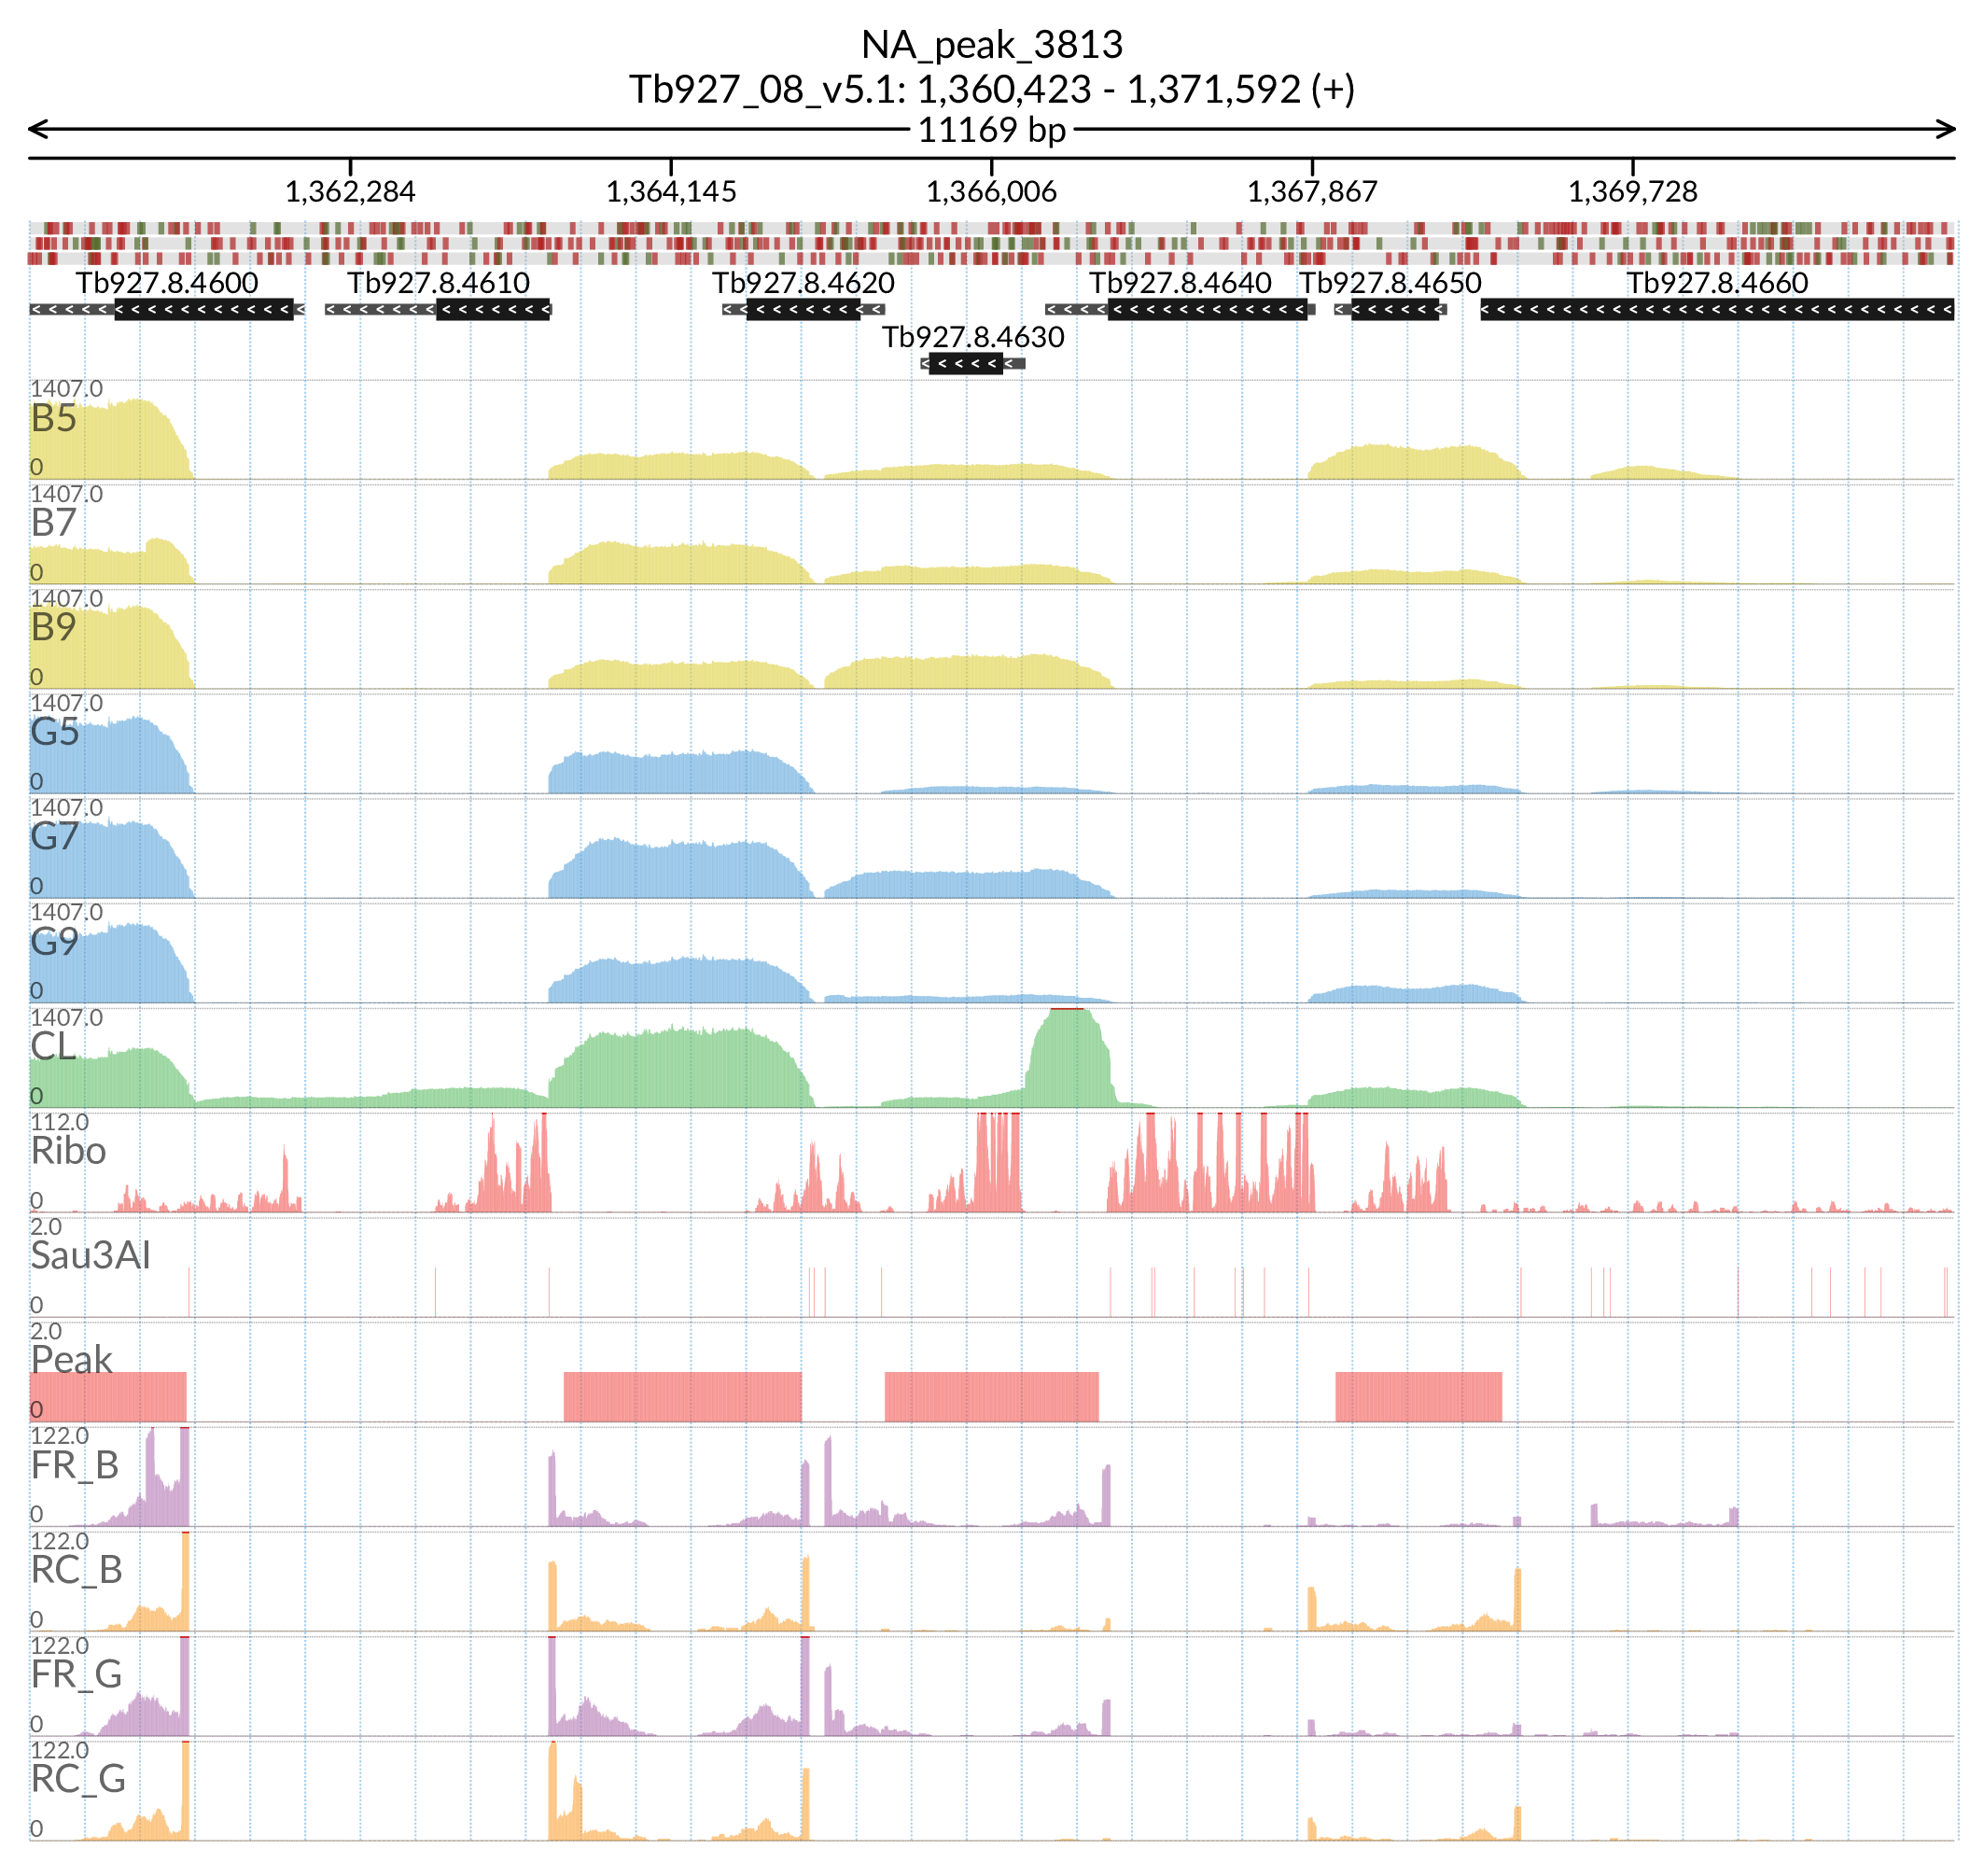 NA_peak_3813
Tb927_08_v5.1: 1,360,423 - 1,371,592 (+)
11169 bp
1,362,284 1,364,145 1,366,006 1,367,867 1,369,728
Tb927.8.4600 Tb927.8.4610 Tb927.8.4620 Tb927.8.4640 Tb927.8.4650 Tb927.8.4660
Tb927.8.4630
1407.0
B5
0
1407.0
B7
0
1407.0
B9
0
1407.0
G5
0
1407.0
G7
0
1407.0
G9
0
1407.0
CL
0
112.0
Ribo
0
2.0
Sau3AI
0
2.0
Peak
0
122.0
FR_B
0
122.0
RC_B
0
122.0
FR_G
0
122.0
RC_G
0